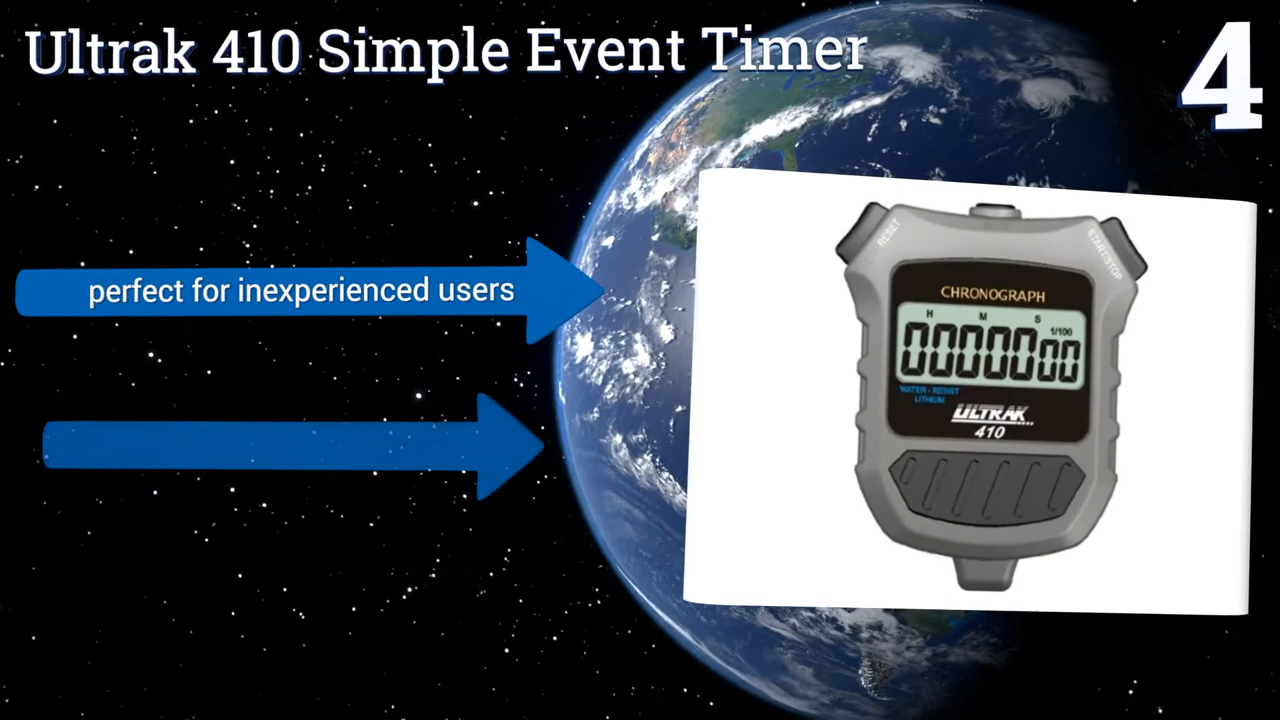 Ultrak 410 Simple Event Timer
4
perfect for inexperienced users
RESET
START/STOP
CHRONOGRAPH
H M S
1/100
00000000
WATER - RESIST
LITHIUM
ULTRAK
410